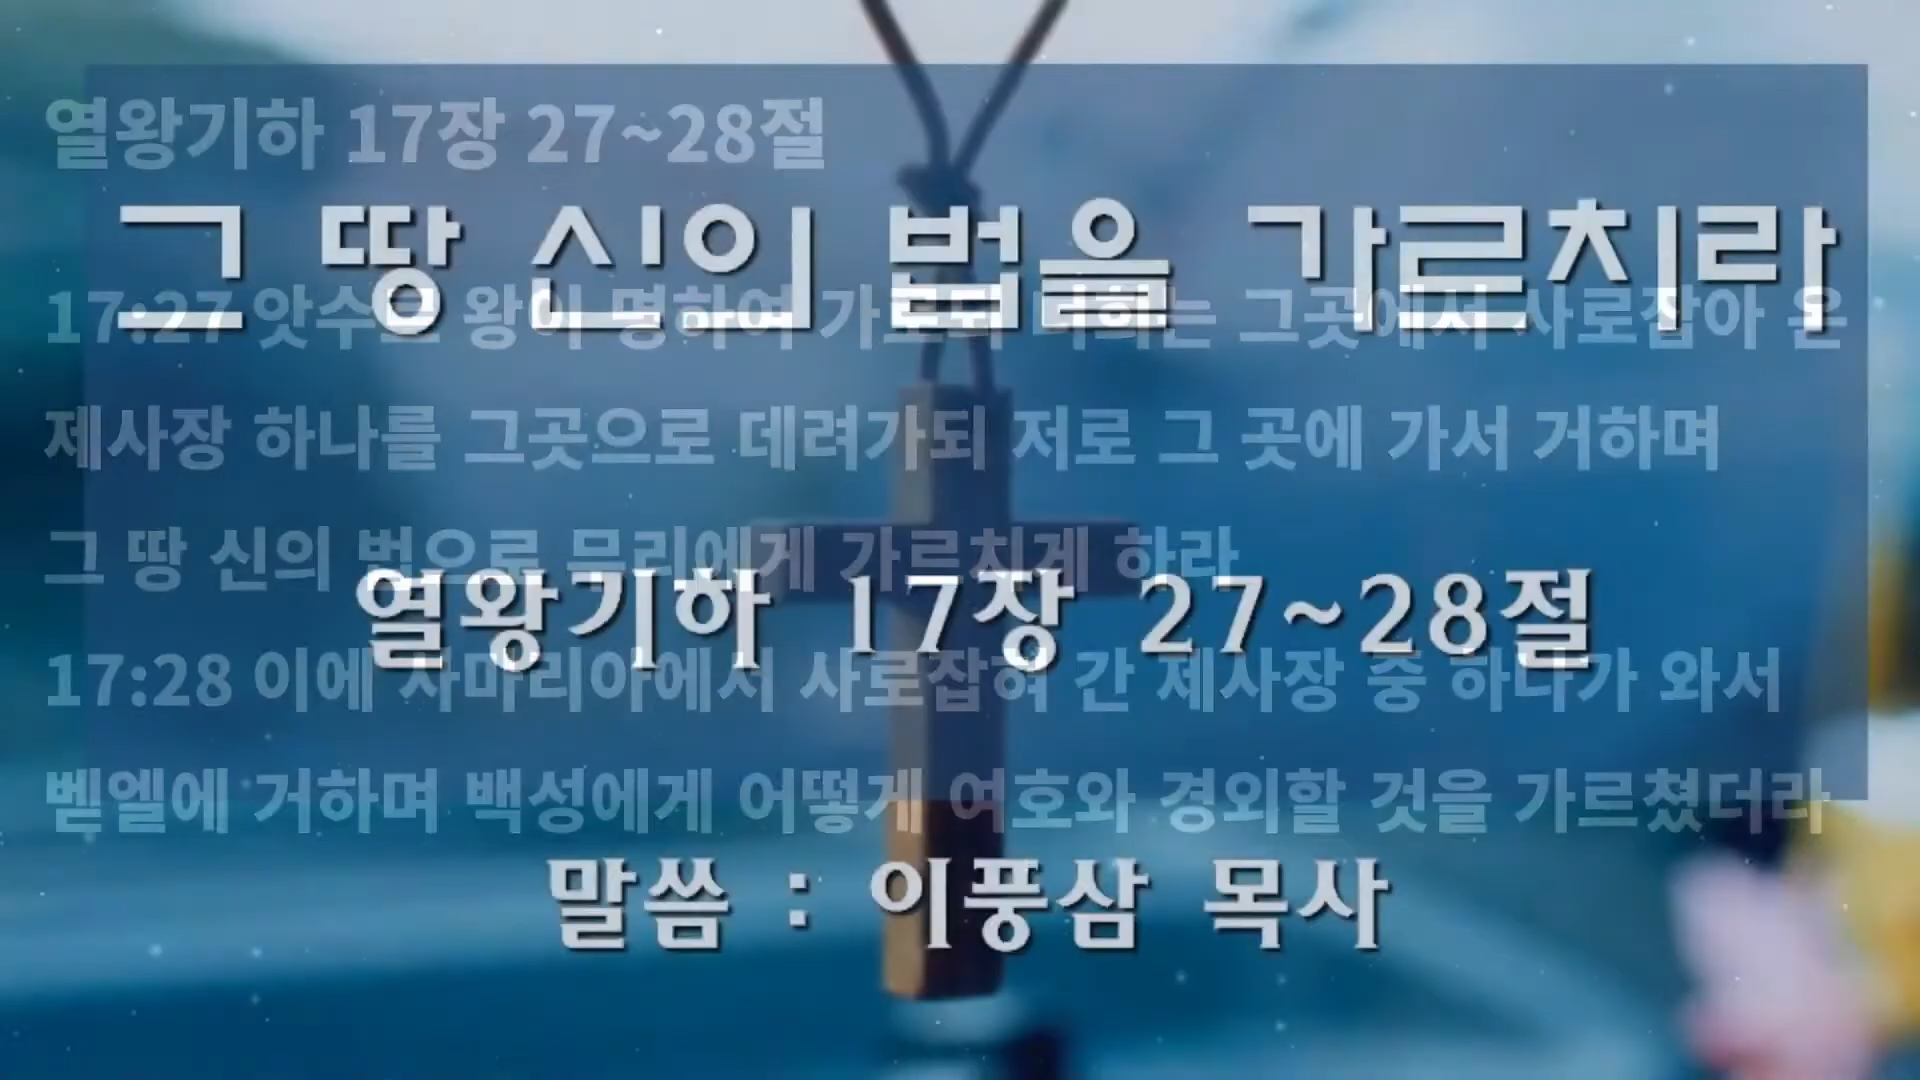 열왕기하 17장 27~28절
그 땅 신의 법을 가르치라
17:27 앗수르 왕이 명하여 가로되 너희는 그곳에서 사로잡아 온
제사장 하나를 그곳으로 데려가되 저로 그 곳에 가서 거하며
그 땅 신의 법으로 무리에게 가르치게 하라
열왕기하 17장 27~28절
17:28 이에 사마리아에서 사로잡혀 간 제사장 중 하나가 와서
벧엘에 거하며 백성에게 어떻게 여호와 경외할 것을 가르쳤더라
말씀 : 이풍삼 목사